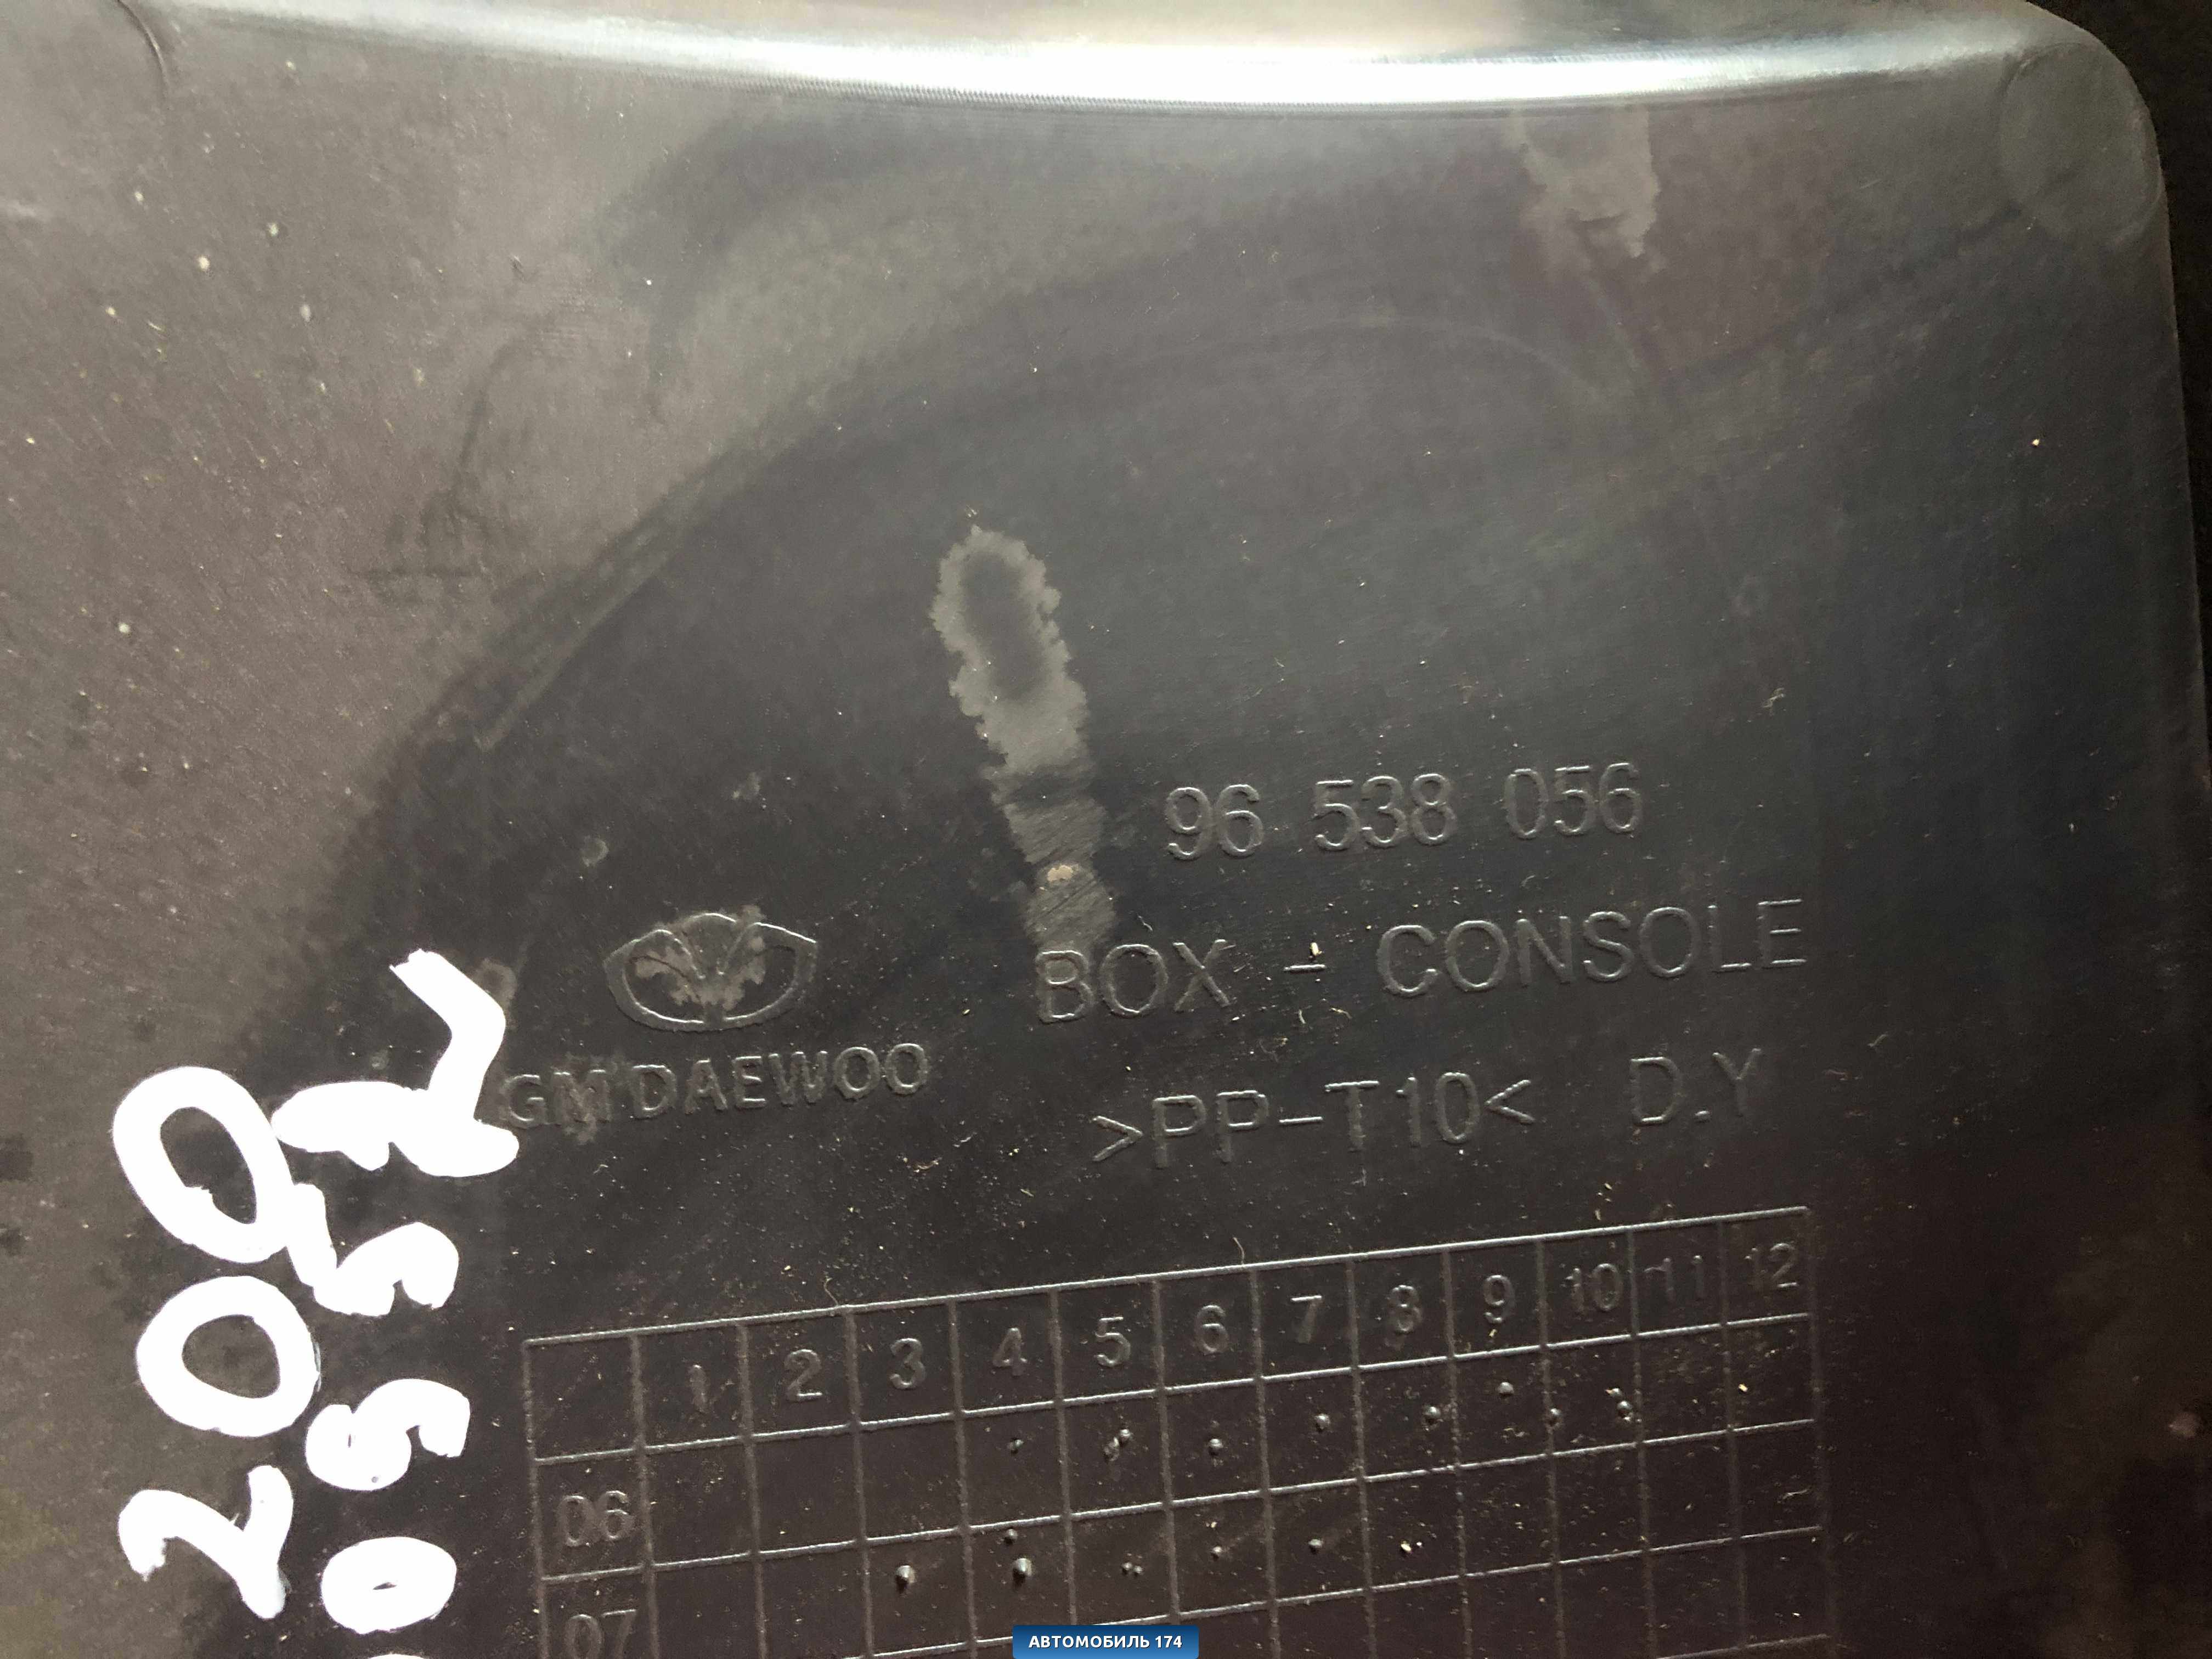 96 538 056
BOX - CONSOLE
GM DAEWOO
>PP-T10< D.Y
1 2 3 4 5 6 7 8 9 10 11 12
06
07
АВТОМОБИЛЬ 174